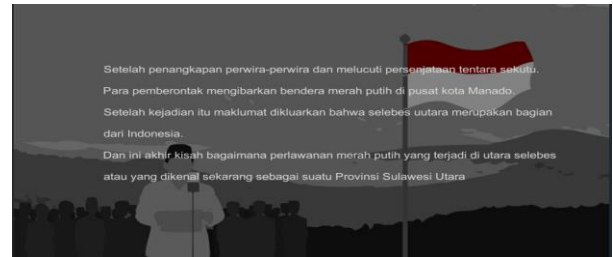 Setelah penangkapan perwira-perwira dan melucuti persenjataan tentara sekutu.
Para pemberontak mengibarkan bendera merah putih di pusat kota Manado.
Setelah kejadian itu maklumat dikluarkan bahwa selebes uutara merupakan bagian
dari Indonesia.
Dan ini akhir kisah bagaimana perlawanan merah putih yang terjadi di utara selebes
atau yang dikenal sekarang sebagai suatu Provinsi Sulawesi Utara